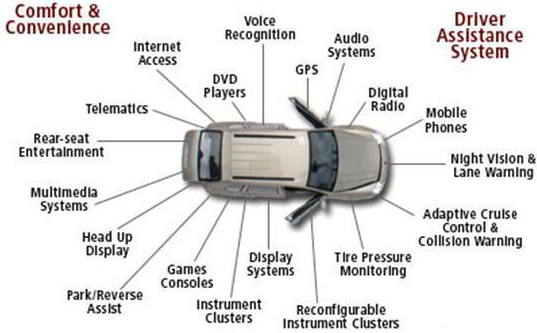 Comfort &
Convenience
Driver
Assistance
System
Voice
Recognition
Internet
Access
Audio
Systems
GPS
DVD
Players
Digital
Radio
Telematics
Mobile
Phones
Rear-seat
Entertainment
Night Vision &
Lane Warning
Multimedia
Systems
Adaptive Cruise
Control &
Collision Warning
Head Up
Display
Tire Pressure
Monitoring
Display
Systems
Games
Consoles
Park/Reverse
Assist
Instrument
Clusters
Reconfigurable
Instrument Clusters